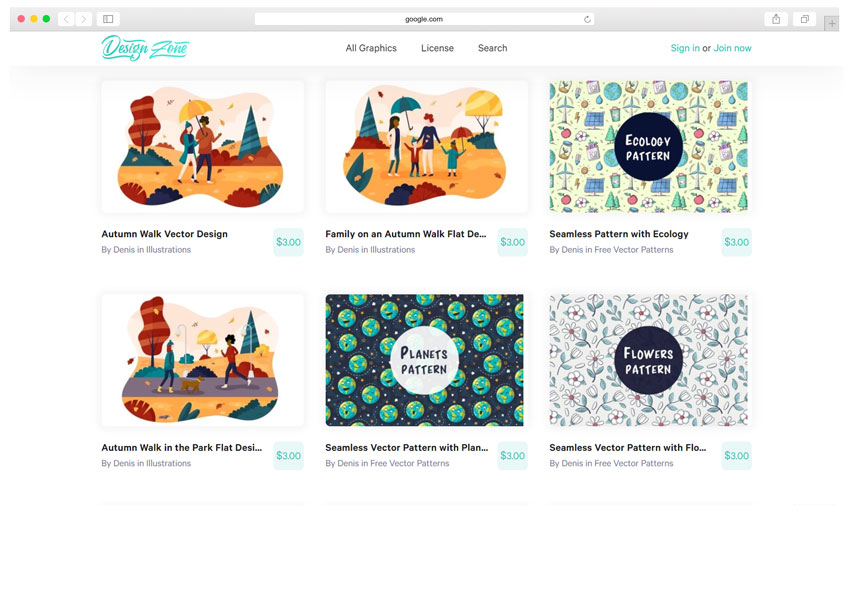 google.com
Design Zone
All Graphics
License
Search
Sign in or Join now
ECOLOGY
PATTERN
Autumn Walk Vector Design
By Denis in Illustrations
$3.00
Family on an Autumn Walk Flat De...
By Denis in Illustrations
$3.00
Seamless Pattern with Ecology
By Denis in Free Vector Patterns
$3.00
PLANETS
PATTERN
FLOWERS
PATTERN
Autumn Walk in the Park Flat Desi...
By Denis in Illustrations
$3.00
Seamless Vector Pattern with Plan...
By Denis in Free Vector Patterns
$3.00
Seamless Vector Pattern with Flo...
By Denis in Free Vector Patterns
$3.00